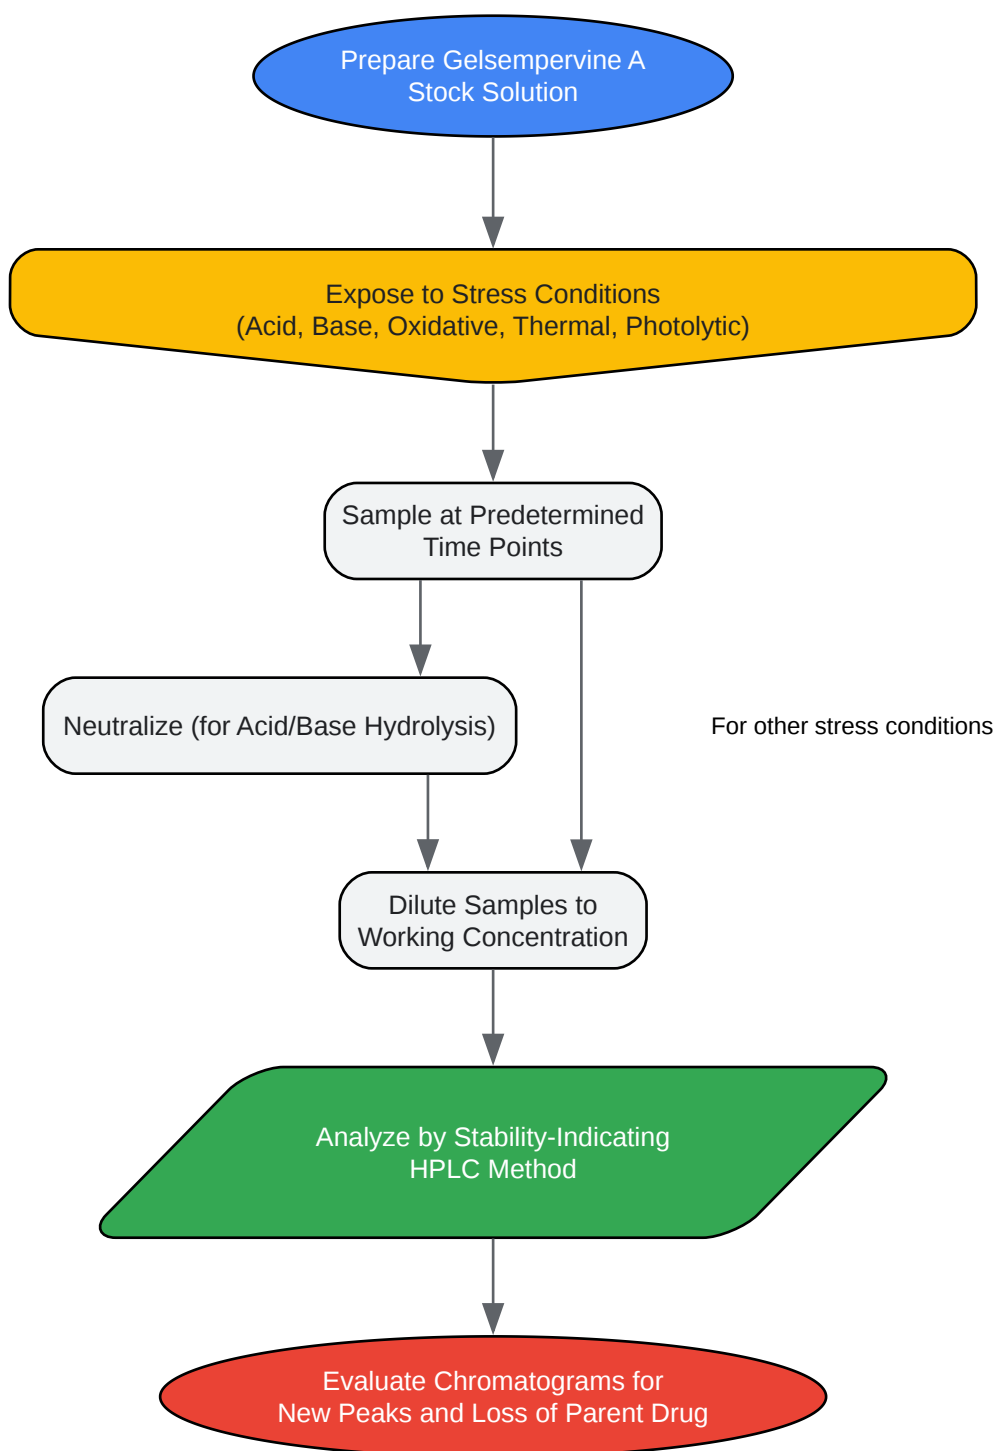 Prepare Gelsempervine A
Stock Solution
Expose to Stress Conditions
(Acid, Base, Oxidative, Thermal, Photolytic)
Sample at Predetermined
Time Points
Neutralize (for Acid/Base Hydrolysis)
For other stress conditions
Dilute Samples to
Working Concentration
Analyze by Stability-Indicating
HPLC Method
Evaluate Chromatograms for
New Peaks and Loss of Parent Drug